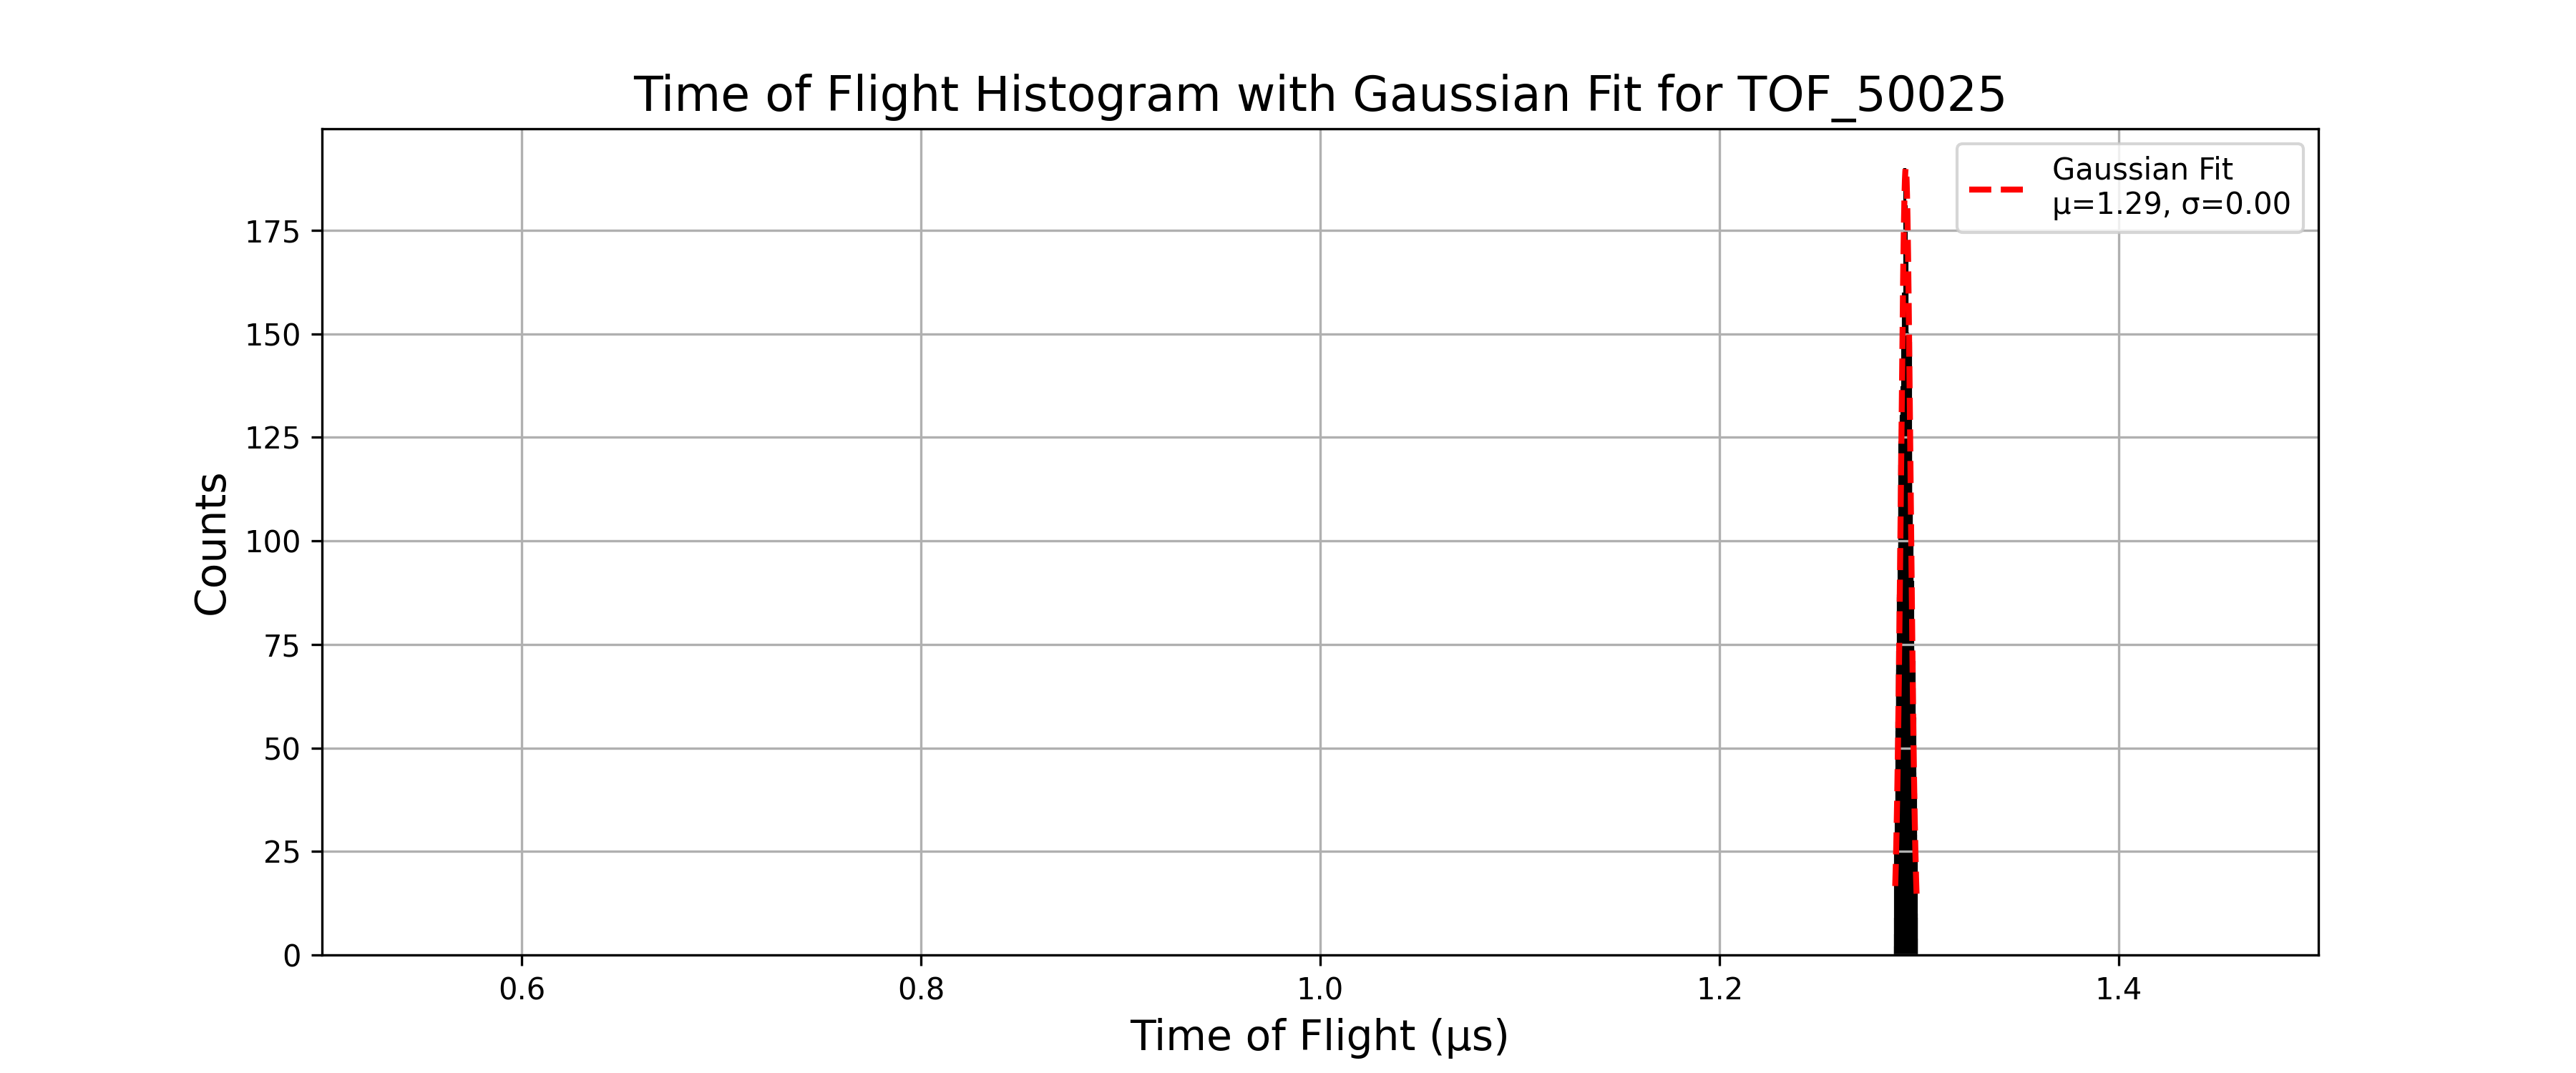 Time of Flight Histogram with Gaussian Fit for TOF_50025
Gaussian Fit
μ=1.29, σ=0.00
175
150
125
100
75
50
25
0
Counts
0.6
0.8
1.0
1.2
1.4
Time of Flight (μs)